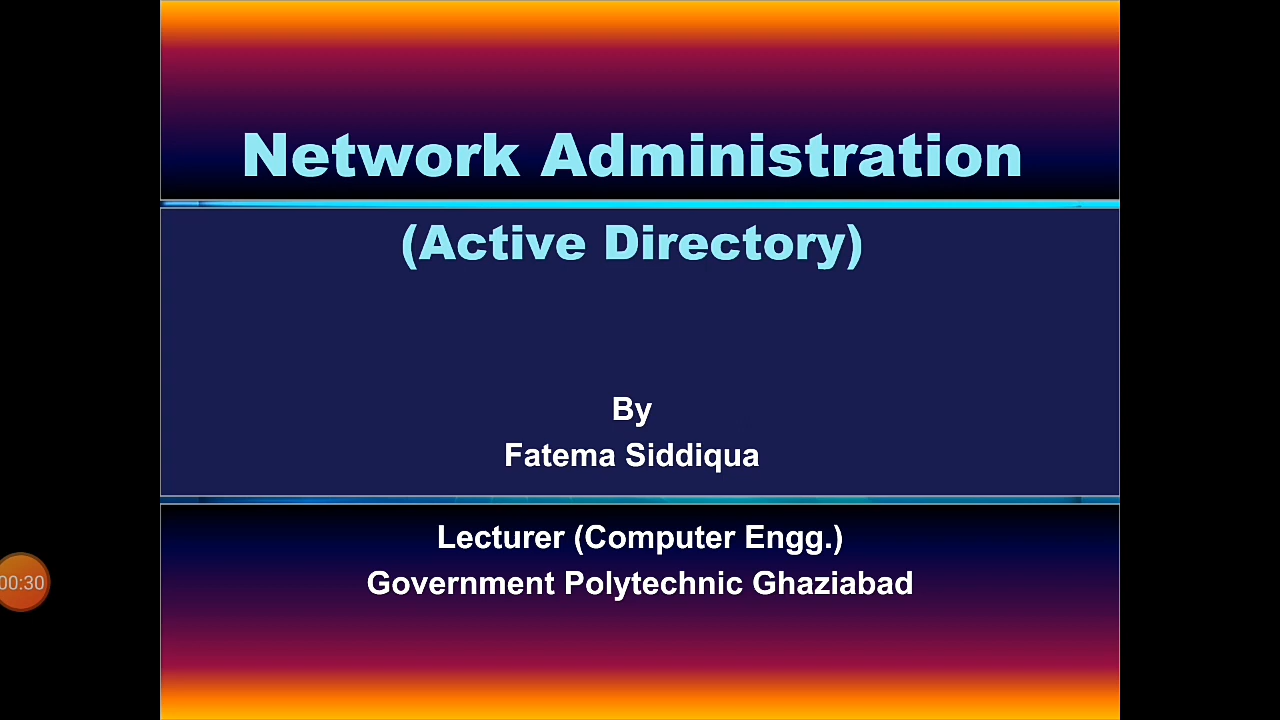 Network Administration
(Active Directory)
By
Fatema Siddiqua
Lecturer (Computer Engg.)
00:30
Government Polytechnic Ghaziabad